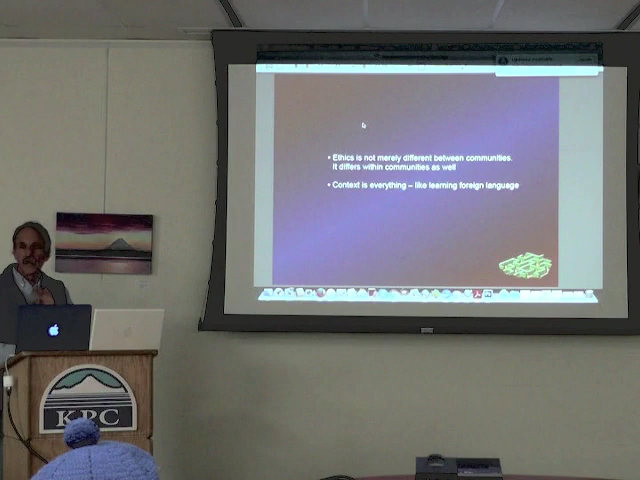 • Ethics is not merely different between communities.
It differs within communities as well
• Context is everything – like learning foreign language
KPC